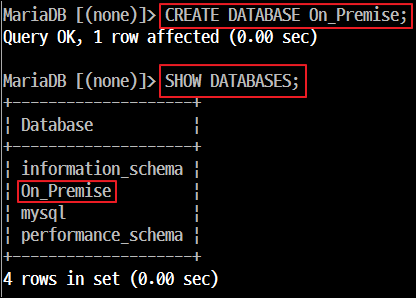 MariaDB [(none)]> CREATE DATABASE On_Premise;
Query OK, 1 row affected (0.00 sec)
MariaDB [(none)]> SHOW DATABASES;
+--------------------+
¦ Database           ¦
+--------------------+
¦ information_schema ¦
¦ On_Premise         ¦
¦ mysql              ¦
¦ performance_schema ¦
+--------------------+
4 rows in set (0.00 sec)